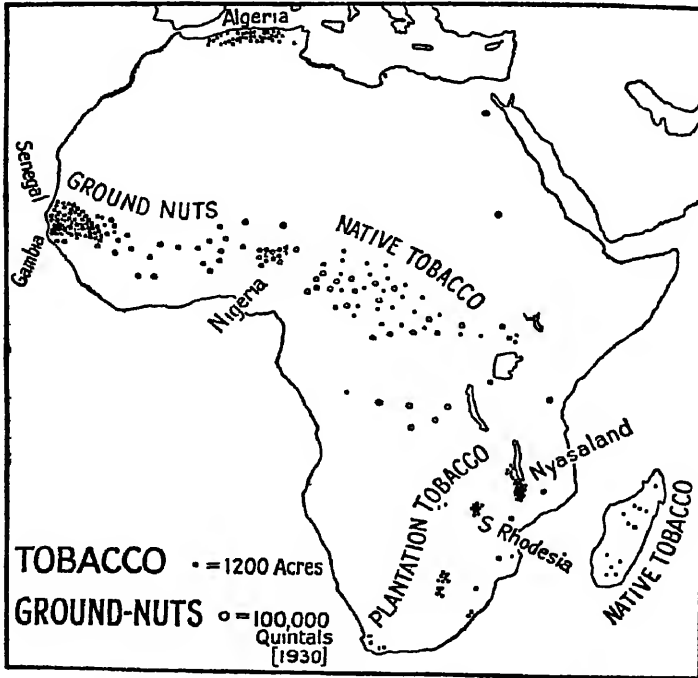 Algeria
Senegal
GROUND NUTS
Gambia
NATIVE TOBACCO
Nigeria
PLANTATION TOBACCO
Nyasaland
S Rhodesia
NATIVE TOBACCO
TOBACCO • = 1200 Acres
GROUND-NUTS o = 100,000
Quintals
[1930]